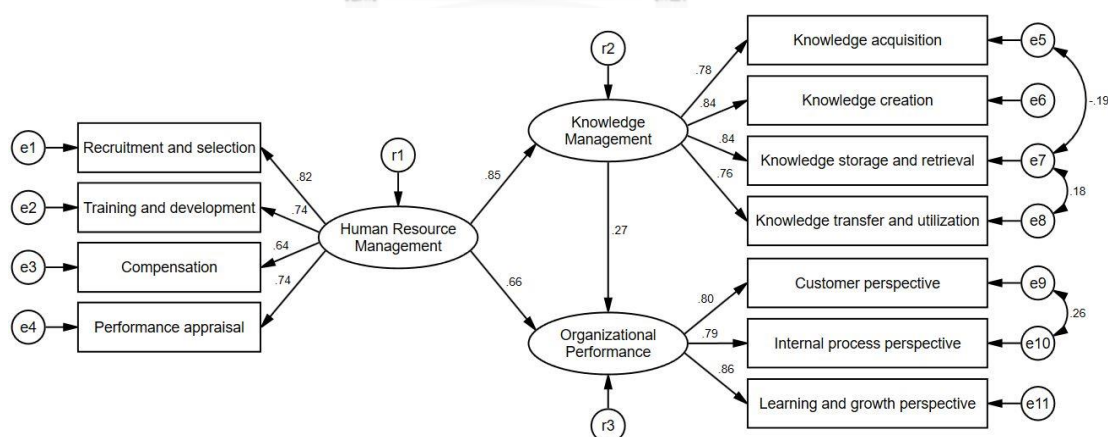 e1
Recruitment and selection
e2
Training and development
e3
Compensation
e4
Performance appraisal
.82
.74
.64
.74
r1
Human Resource
Management
.85
.66
r2
Knowledge
Management
.27
Organizational
Performance
r3
.78
.84
.84
.76
Knowledge acquisition
e5
Knowledge creation
e6
Knowledge storage and retrieval
e7
Knowledge transfer and utilization
e8
-.19
.18
.80
.79
.86
Customer perspective
e9
Internal process perspective
e10
Learning and growth perspective
e11
.26